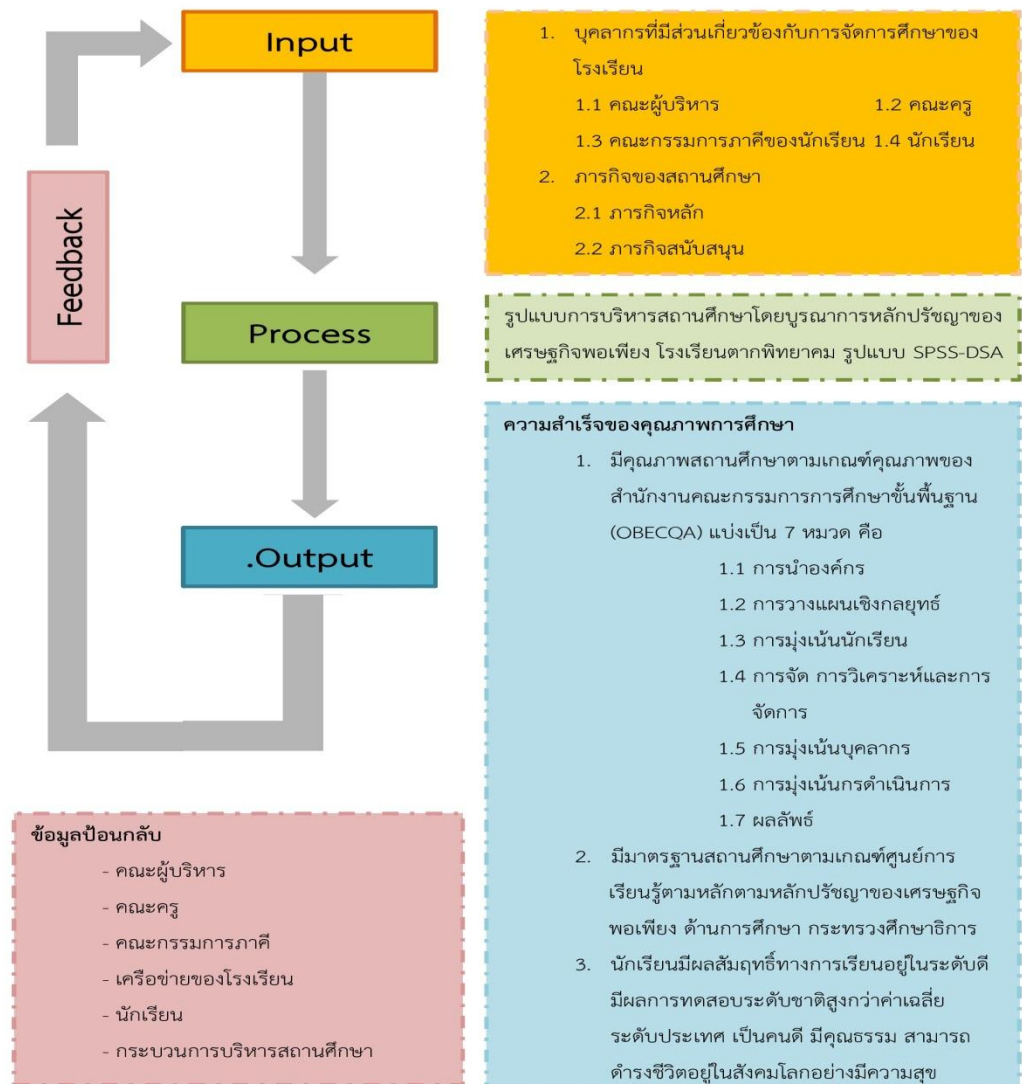 Input
1. บุคลากรที่มีส่วนเกี่ยวข้องกับการจัดการศึกษาของ
โรงเรียน
1.1 คณะผู้บริหาร 1.2 คณะครู
1.3 คณะกรรมการภาคีของนักเรียน 1.4 นักเรียน
2. ภารกิจของสถานศึกษา
2.1 ภารกิจหลัก
2.2 ภารกิจสนับสนุน
Feedback
Process
รูปแบบการบริหารสถานศึกษาโดยบูรณาการหลักปรัชญาของ
เศรษฐกิจพอเพียง โรงเรียนตากพิทยาคม รูปแบบ SPSS-DSA
.Output
ความสำเร็จของคุณภาพการศึกษา
1. มีคุณภาพสถานศึกษาตามเกณฑ์คุณภาพของ
สำนักงานคณะกรรมการการศึกษาขั้นพื้นฐาน
(OBECQA) แบ่งเป็น 7 หมวด คือ
1.1 การนำองค์กร
1.2 การวางแผนเชิงกลยุทธ์
1.3 การมุ่งเน้นนักเรียน
1.4 การจัด การวิเคราะห์และการ
จัดการ
1.5 การมุ่งเน้นบุคลากร
1.6 การมุ่งเน้นกรดำเนินการ
1.7 ผลลัพธ์
2. มีมาตรฐานสถานศึกษาตามเกณฑ์ศูนย์การ
เรียนรู้ตามหลักตามหลักปรัชญาของเศรษฐกิจ
พอเพียง ด้านการศึกษา กระทรวงศึกษาธิการ
3. นักเรียนมีผลสัมฤทธิ์ทางการเรียนอยู่ในระดับดี
มีผลการทดสอบระดับชาติสูงกว่าค่าเฉลี่ย
ระดับประเทศ เป็นคนดี มีคุณธรรม สามารถ
ดำรงชีวิตอยู่ในสังคมโลกอย่างมีความสุข
ข้อมูลป้อนกลับ
- คณะผู้บริหาร
- คณะครู
- คณะกรรมการภาคี
- เครือข่ายของโรงเรียน
- นักเรียน
- กระบวนการบริหารสถานศึกษา